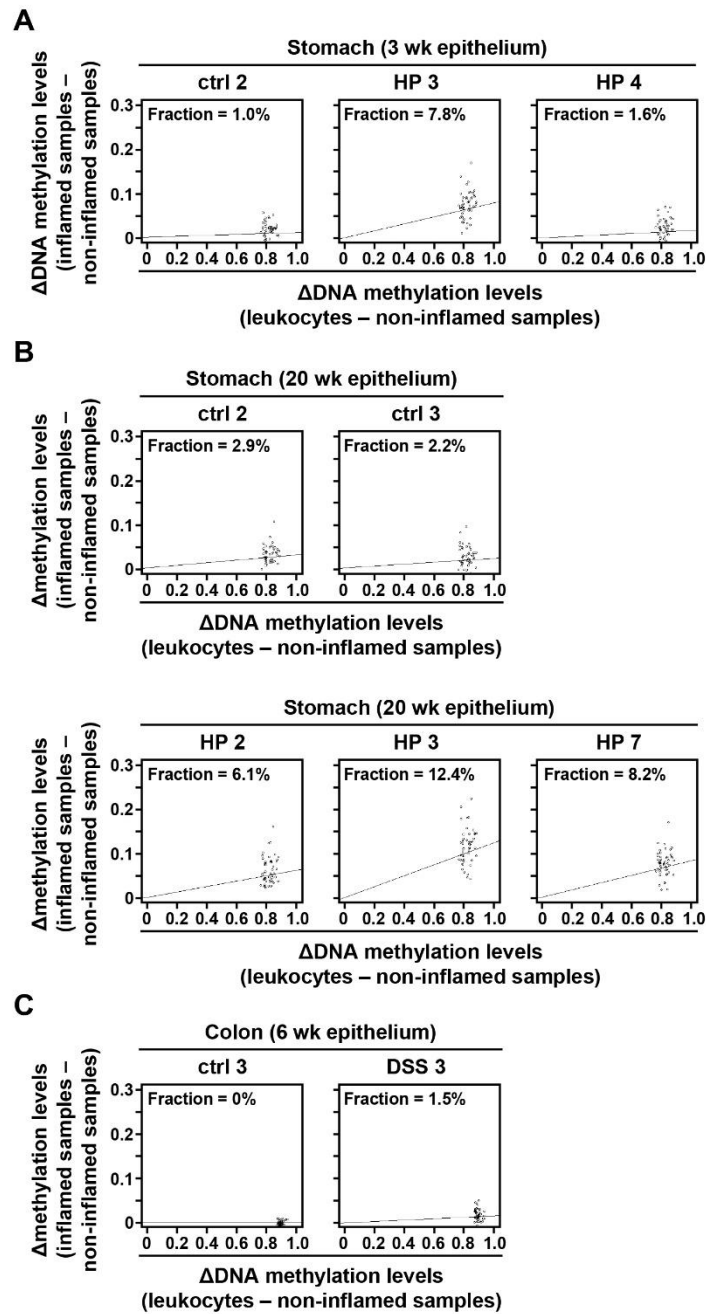 A
Stomach (3 wk epithelium)
ctrl 2 HP 3 HP 4
ΔDNA methylation levels
(inflamed samples –
non-inflamed samples)
0.3
0.2
0.1
0
Fraction = 1.0% Fraction = 7.8% Fraction = 1.6%
0 0.2 0.4 0.6 0.8 1.0 0 0.2 0.4 0.6 0.8 1.0 0 0.2 0.4 0.6 0.8 1.0
ΔDNA methylation levels
(leukocytes – non-inflamed samples)
B
Stomach (20 wk epithelium)
ctrl 2 ctrl 3
Δmethylation levels
(inflamed samples –
non-inflamed samples)
0.3
0.2
0.1
0
Fraction = 2.9% Fraction = 2.2%
0 0.2 0.4 0.6 0.8 1.0 0 0.2 0.4 0.6 0.8 1.0
ΔDNA methylation levels
(leukocytes – non-inflamed samples)
Stomach (20 wk epithelium)
HP 2 HP 3 HP 7
Δmethylation levels
(inflamed samples –
non-inflamed samples)
0.3
0.2
0.1
0
Fraction = 6.1% Fraction = 12.4% Fraction = 8.2%
0 0.2 0.4 0.6 0.8 1.0 0 0.2 0.4 0.6 0.8 1.0 0 0.2 0.4 0.6 0.8 1.0
ΔDNA methylation levels
(leukocytes – non-inflamed samples)
C
Colon (6 wk epithelium)
ctrl 3 DSS 3
Δmethylation levels
(inflamed samples –
non-inflamed samples)
0.3
0.2
0.1
0
Fraction = 0% Fraction = 1.5%
0 0.2 0.4 0.6 0.8 1.0 0 0.2 0.4 0.6 0.8 1.0
ΔDNA methylation levels
(leukocytes – non-inflamed samples)